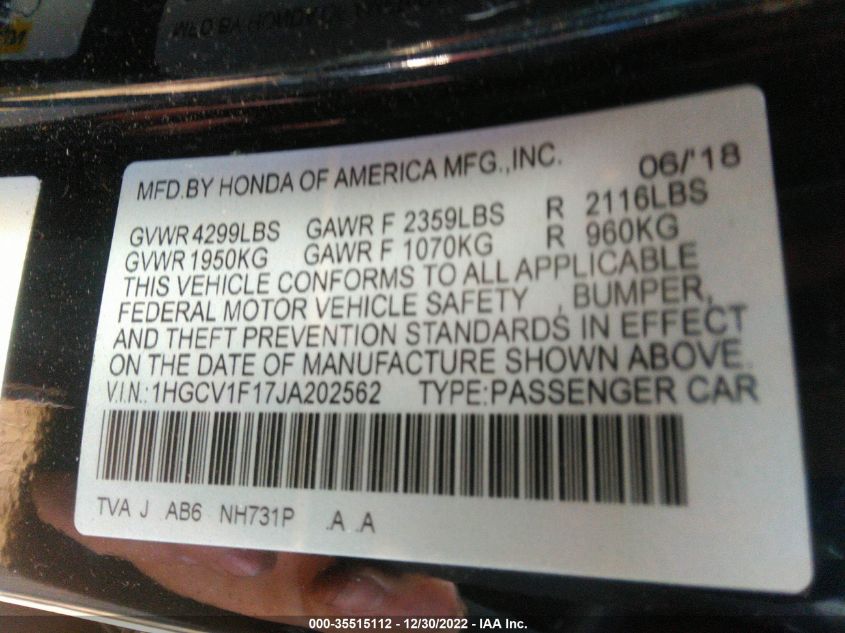 MFD.BY HONDA OF AMERICA MFG.,INC. 06/'18
GVWR 4299LBS GAWR F 2359LBS R 2116LBS
GVWR 1950KG GAWR F 1070KG R 960KG
THIS VEHICLE CONFORMS TO ALL APPLICABLE
FEDERAL MOTOR VEHICLE SAFETY , BUMPER,
AND THEFT PREVENTION STANDARDS IN EFFECT
ON THE DATE OF MANUFACTURE SHOWN ABOVE.
V.I.N.: 1HGCV1F17JA202562 TYPE:PASSENGER CAR
TVA J AB6 NH731P .A .A
000-35515112 - 12/30/2022 - IAA Inc.